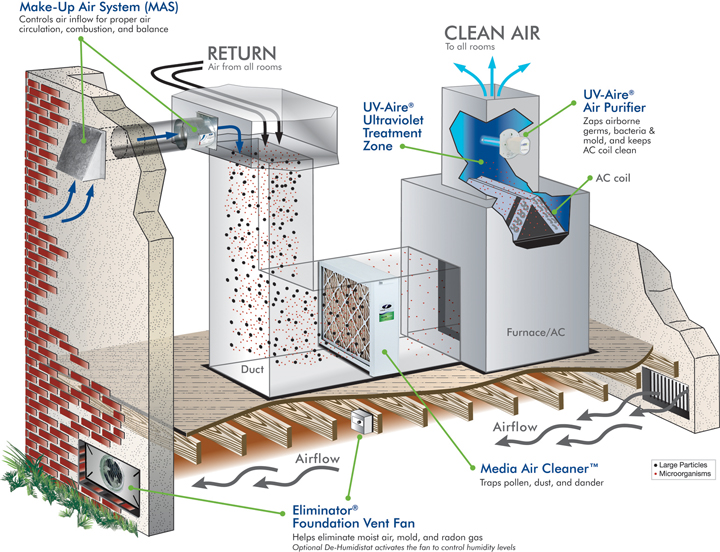 Make-Up Air System (MAS)
Controls air inflow for proper air
circulation, combustion, and balance
RETURN
Air from all rooms
CLEAN AIR
To all rooms
UV-Aire®
Ultraviolet
Treatment
Zone
UV-Aire®
Air Purifier
Zaps airborne
germs, bacteria &
mold, and keeps
AC coil clean
AC coil
Furnace/AC
Duct
Airflow
Airflow
Media Air Cleaner™
Traps pollen, dust, and dander
Large Particles
Microorganisms
Eliminator®
Foundation Vent Fan
Helps eliminate moist air, mold, and radon gas
Optional De-Humidistat activates the fan to control humidity levels